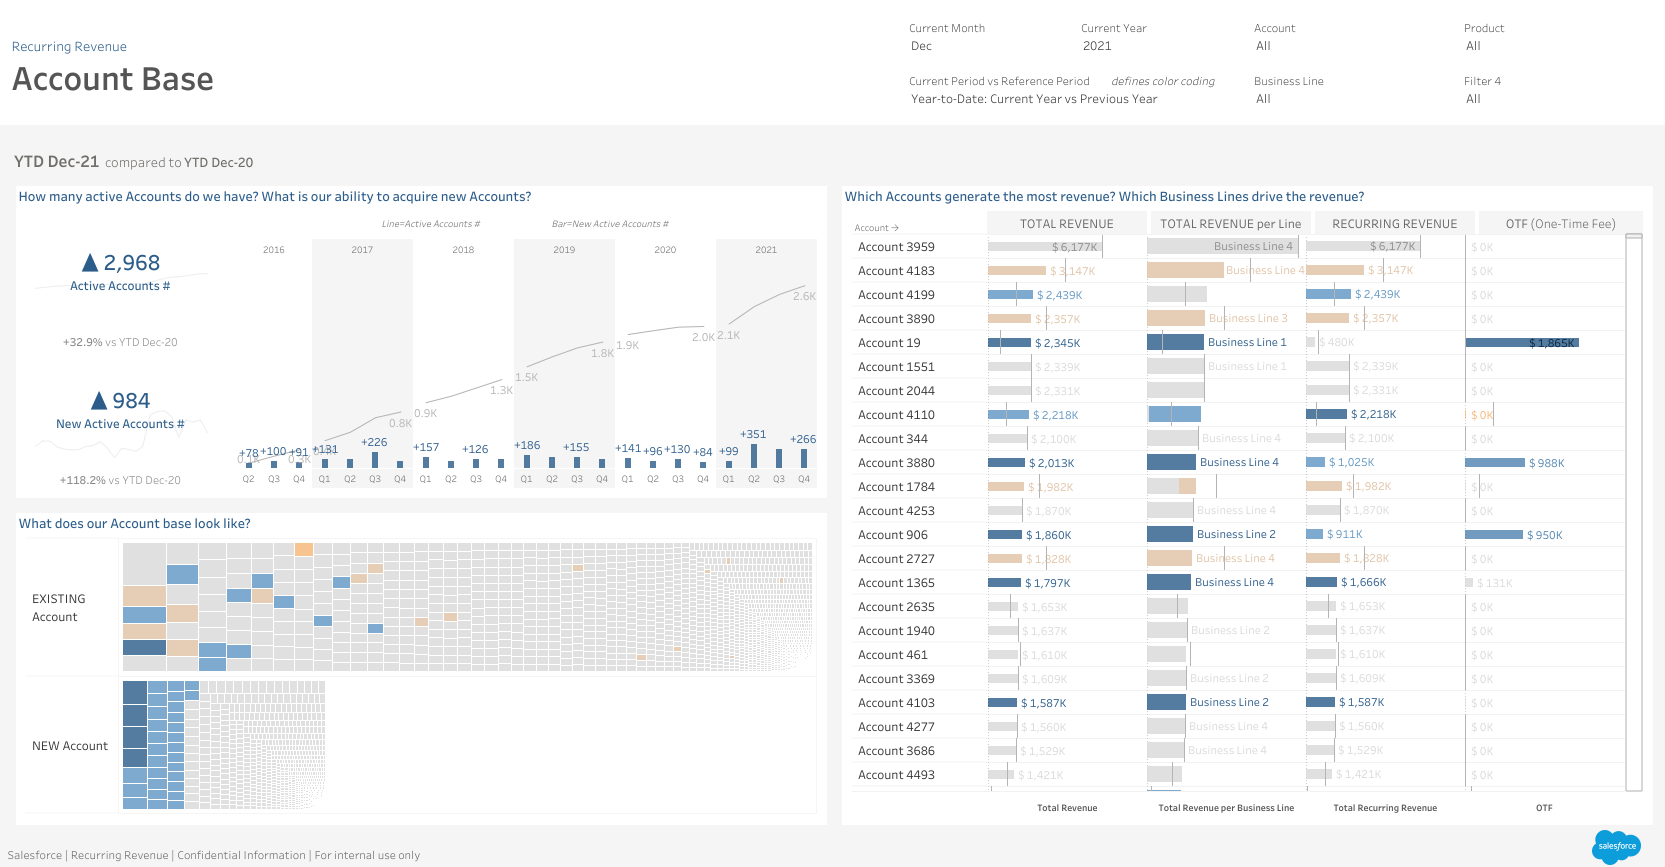 Recurring Revenue
Account Base
Current Month
Dec
Current Year
2021
Account
All
Product
All
Current Period vs Reference Period defines color coding
Year-to-Date: Current Year vs Previous Year
Business Line
All
Filter 4
All
YTD Dec-21 compared to YTD Dec-20
How many active Accounts do we have? What is our ability to acquire new Accounts?
Line=Active Accounts # Bar=New Active Accounts #
▲ 2,968
Active Accounts #
+32.9% vs YTD Dec-20
▲ 984
New Active Accounts #
+118.2% vs YTD Dec-20
2016 2017 2018 2019 2020 2021
0.8K 0.9K 1.3K 1.5K 1.8K 1.9K 2.0K 2.1K 2.6K
+78 +100 +91 +131 +226 +157 +126 +186 +155 +141 +96 +130 +84 +99 +351 +266
Q2 Q3 Q4 Q1 Q2 Q3 Q4 Q1 Q2 Q3 Q4 Q1 Q2 Q3 Q4 Q1 Q2 Q3 Q4 Q1 Q2 Q3 Q4
What does our Account base look like?
EXISTING
Account
NEW Account
Which Accounts generate the most revenue? Which Business Lines drive the revenue?
Account → TOTAL REVENUE TOTAL REVENUE per Line RECURRING REVENUE OTF (One-Time Fee)
Account 3959 $ 6,177K Business Line 4 $ 6,177K $ 0K
Account 4183 $ 3,147K Business Line 4 $ 3,147K $ 0K
Account 4199 $ 2,439K $ 2,439K $ 0K
Account 3890 $ 2,357K Business Line 3 $ 2,357K $ 0K
Account 19 $ 2,345K Business Line 1 $ 480K $ 1,865K
Account 1551 $ 2,339K Business Line 1 $ 2,339K $ 0K
Account 2044 $ 2,331K $ 2,331K $ 0K
Account 4110 $ 2,218K $ 2,218K $ 0K
Account 344 $ 2,100K Business Line 4 $ 2,100K $ 0K
Account 3880 $ 2,013K Business Line 4 $ 1,025K $ 988K
Account 1784 $ 1,982K $ 1,982K $ 0K
Account 4253 $ 1,870K Business Line 4 $ 1,870K $ 0K
Account 906 $ 1,860K Business Line 2 $ 911K $ 950K
Account 2727 $ 1,828K Business Line 4 $ 1,828K $ 0K
Account 1365 $ 1,797K Business Line 4 $ 1,666K $ 131K
Account 2635 $ 1,653K $ 1,653K $ 0K
Account 1940 $ 1,637K Business Line 2 $ 1,637K $ 0K
Account 461 $ 1,610K $ 1,610K $ 0K
Account 3369 $ 1,609K Business Line 2 $ 1,609K $ 0K
Account 4103 $ 1,587K Business Line 2 $ 1,587K $ 0K
Account 4277 $ 1,560K Business Line 4 $ 1,560K $ 0K
Account 3686 $ 1,529K Business Line 4 $ 1,529K $ 0K
Account 4493 $ 1,421K $ 1,421K $ 0K
Total Revenue Total Revenue per Business Line Total Recurring Revenue OTF
Salesforce | Recurring Revenue | Confidential Information | For internal use only
salesforce